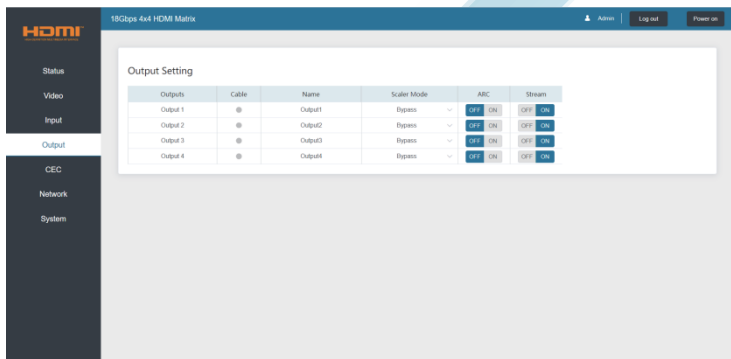 HDMI
18Gbps 4x4 HDMI Matrix
Admin
Log out
Power on
Status
Video
Input
Output
CEC
Network
System
Output Setting
Outputs Cable Name Scaler Mode ARC Stream
Output 1 Output1 Bypass OFF ON OFF ON
Output 2 Output2 Bypass OFF ON OFF ON
Output 3 Output3 Bypass OFF ON OFF ON
Output 4 Output4 Bypass OFF ON OFF ON